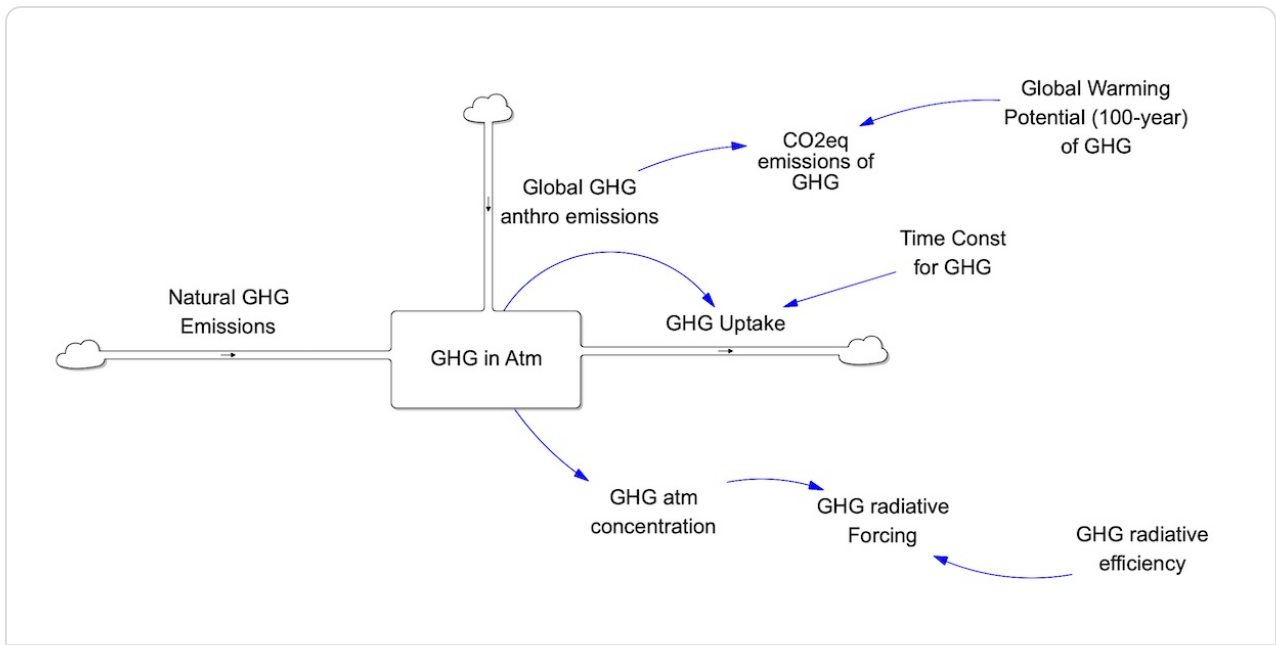 Global Warming
Potential (100-year)
of GHG
CO2eq
emissions of
GHG
Global GHG
anthro emissions
Time Const
for GHG
Natural GHG
Emissions
GHG Uptake
GHG in Atm
GHG atm
concentration
GHG radiative
Forcing
GHG radiative
efficiency